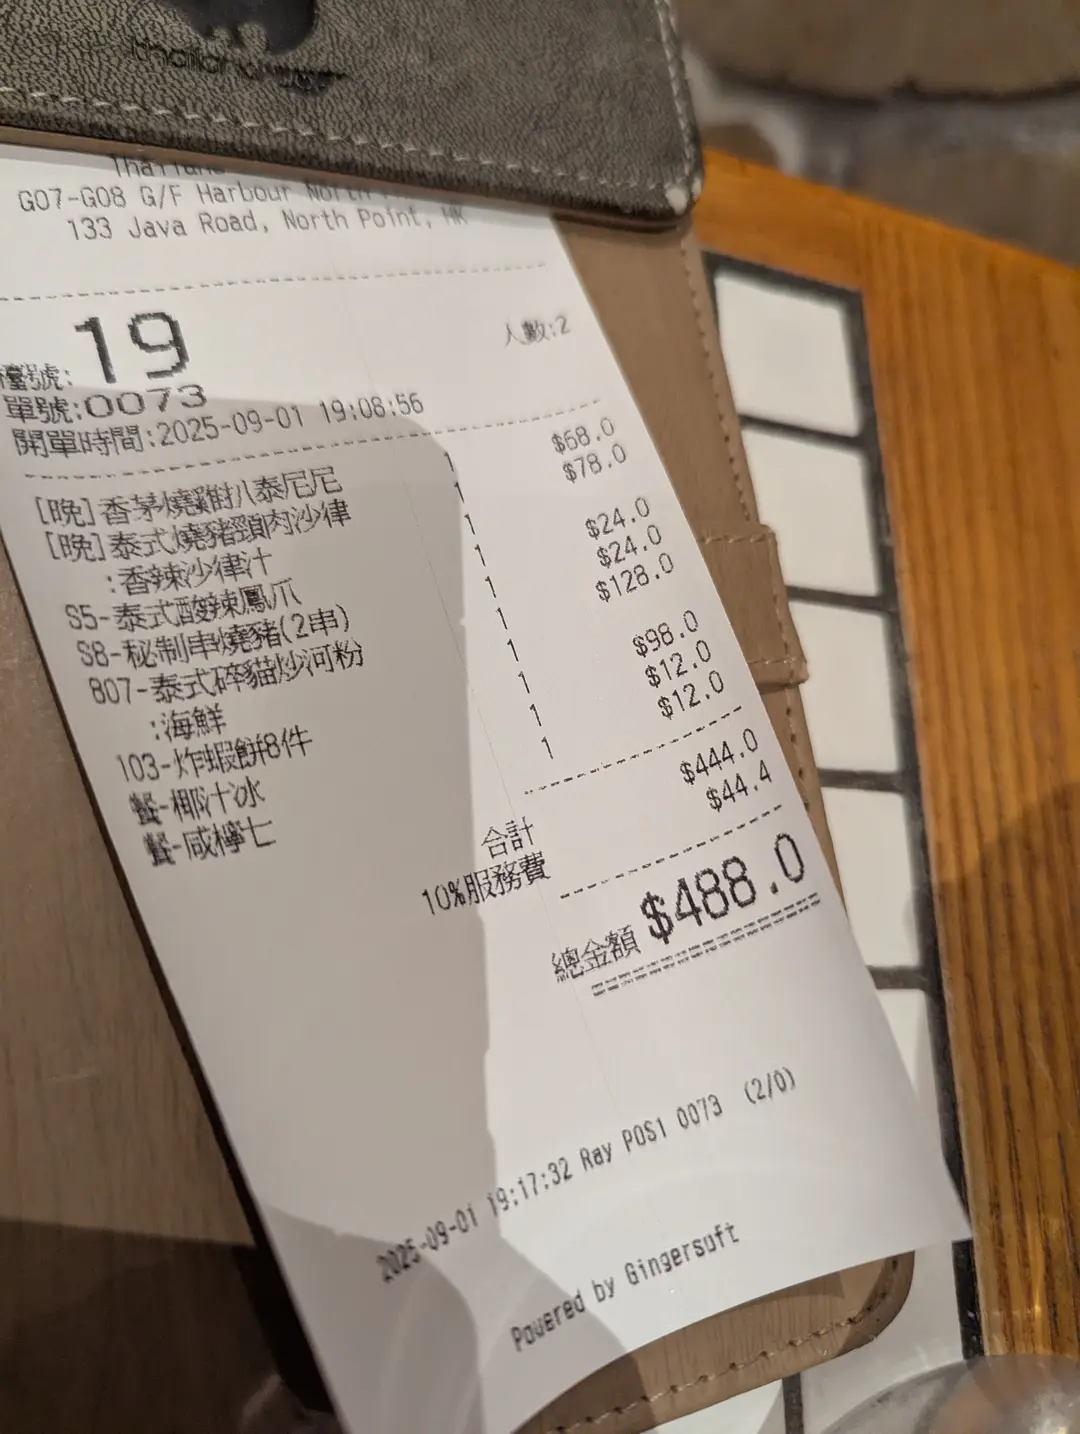 G07-G08 G/F Harbour North
133 Java Road, North Point, HK
檯號: 19
人數:2
單號:0073
開單時間:2025-09-01 19:08:56
[晚]香茅燒雞扒八泰尼尼 1 $68.0
[晚]泰式燒豬頸肉沙律 1 $78.0
:香辣沙律汁 1
S5-泰式酸辣鳳爪 1 $24.0
S8-秘制串燒豬(2串) 1 $24.0
807-泰式碎貓炒河粉 1 $128.0
:海鮮 1
103-炸蝦餅8件 1 $98.0
餐-椰汁冰 1 $12.0
餐-咸檸七 1 $12.0
合計 $444.0
10%服務費 $44.4
總金額 $488.0
2025-09-01 19:17:32 Ray POS1 0073 (2/0)
Powered by Gingersoft